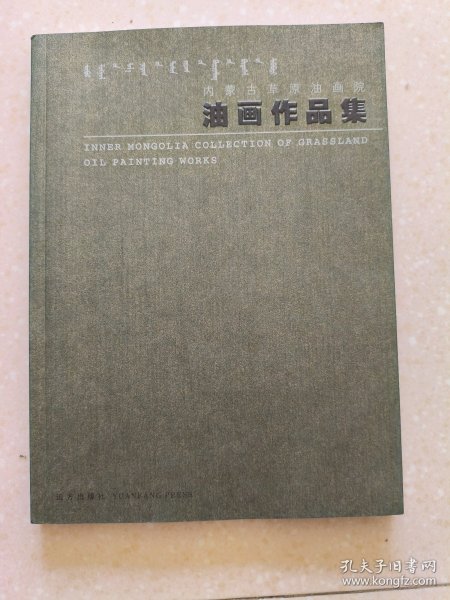 内蒙古草原油画院
油画作品集
INNER MONGOLIA COLLECTION OF GRASSLAND
OIL PAINTING WORKS
远方出版社 YUANFANG PRESS
孔夫子旧书网
www.kongfz.com